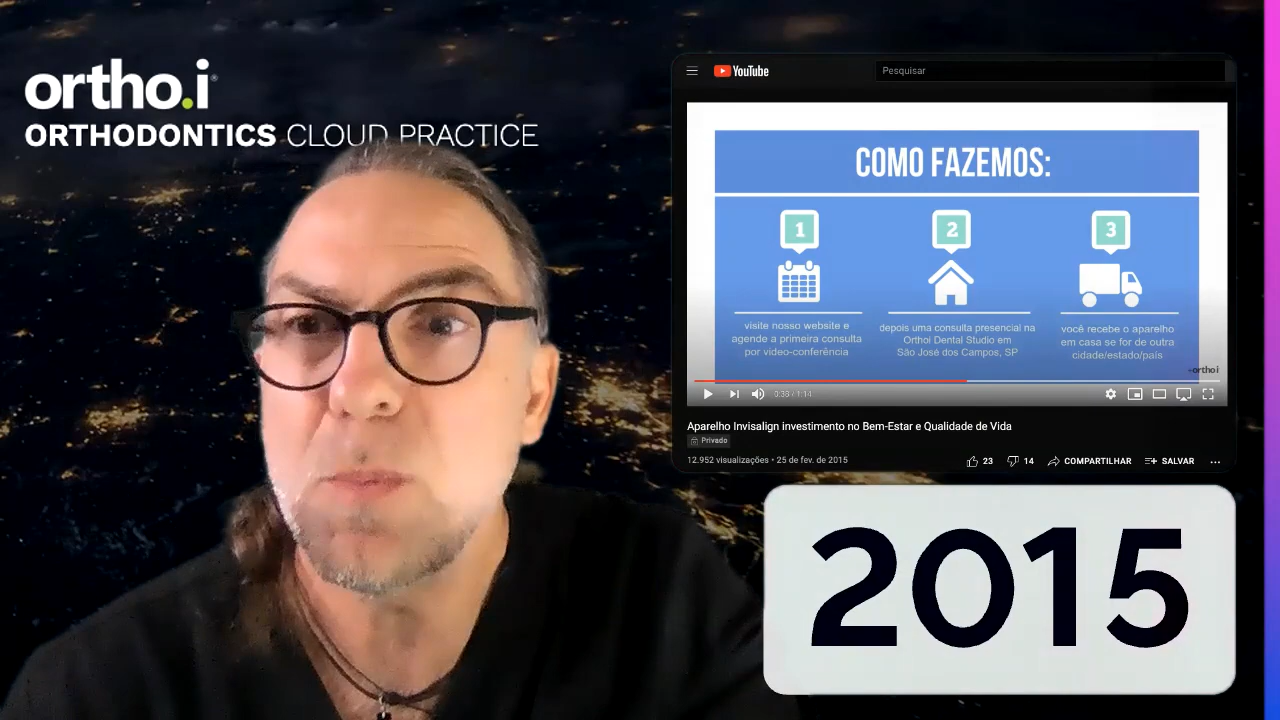 ortho.i®
ORTHODONTICS CLOUD PRACTICE
YouTube
Pesquisar
COMO FAZEMOS:
1
2
3
visite nosso website e
agende a primeira consulta
por video-conferência
depois uma consulta presencial na
Orthoi Dental Studio em
São José dos Campos, SP
você recebe o aparelho
em casa se for de outra
cidade/estado/país
orthoi
0:38 / 1:14
Aparelho Invisalign investimento no Bem-Estar e Qualidade de Vida
Privado
12.952 visualizações • 25 de fev. de 2015
23
14
COMPARTILHAR
SALVAR
2015